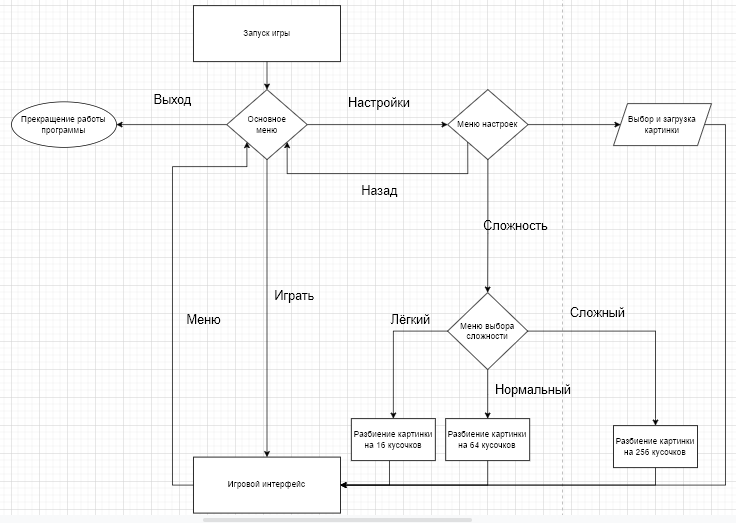 Запуск игры
Выход
Настройки
Прекращение работы
программы
Основное
меню
Меню настроек
Выбор и загрузка
картинки
Назад
Сложность
Играть
Меню
Лёгкий
Меню выбора
сложности
Сложный
Нормальный
Разбиение картинки
на 16 кусочков
Разбиение картинки
на 64 кусочков
Разбиение картинки
на 256 кусочков
Игровой интерфейс